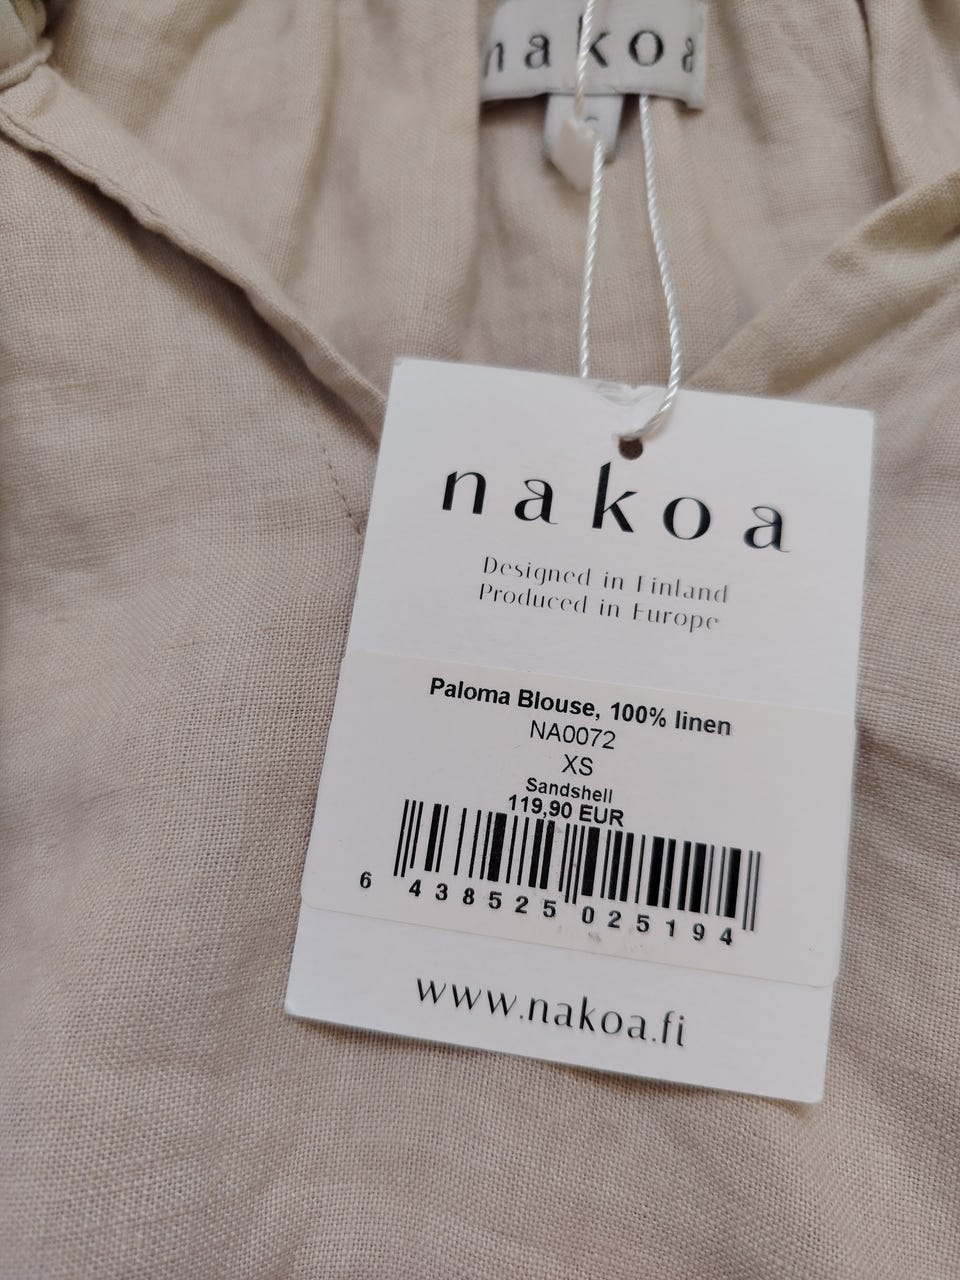 nakoa
nakoa
Designed in Finland
Produced in Europe
Paloma Blouse, 100% linen
NA0072
XS
Sandshell
119,90 EUR
6 438525 025194
www.nakoa.fi